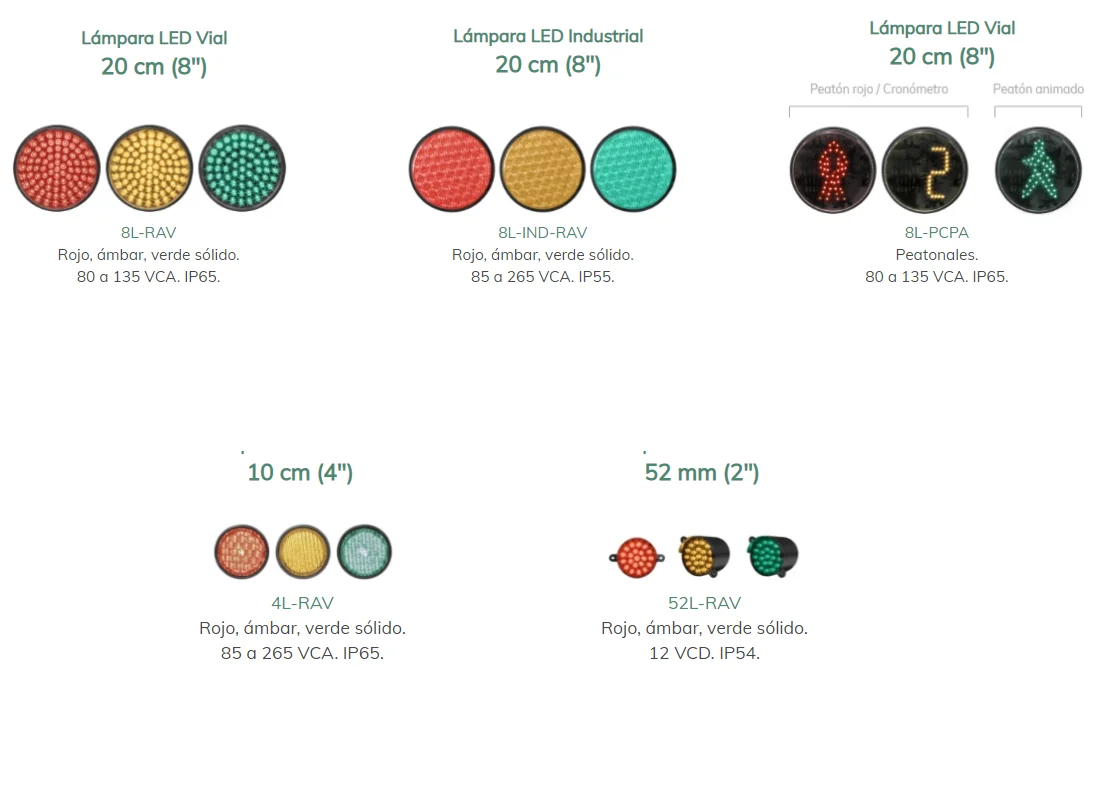 Lámpara LED Vial
20 cm (8")
8L-RAV
Rojo, ámbar, verde sólido.
80 a 135 VCA. IP65.
Lámpara LED Industrial
20 cm (8")
8L-IND-RAV
Rojo, ámbar, verde sólido.
85 a 265 VCA. IP55.
Lámpara LED Vial
20 cm (8")
Peatón rojo / Cronómetro
Peatón animado
2
8L-PCPA
Peatonales.
80 a 135 VCA. IP65.
10 cm (4")
4L-RAV
Rojo, ámbar, verde sólido.
85 a 265 VCA. IP65.
52 mm (2")
52L-RAV
Rojo, ámbar, verde sólido.
12 VCD. IP54.